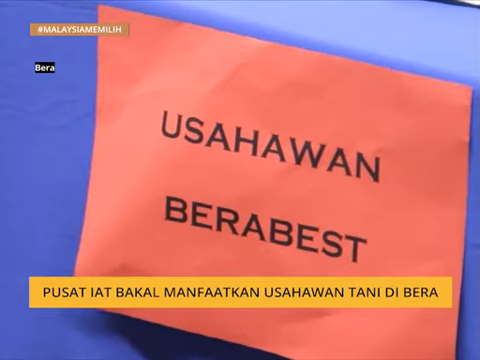 #MALAYSIAMEMILIH
Bera
USAHAWAN
BERABEST
PUSAT IAT BAKAL MANFAATKAN USAHAWAN TANI DI BERA